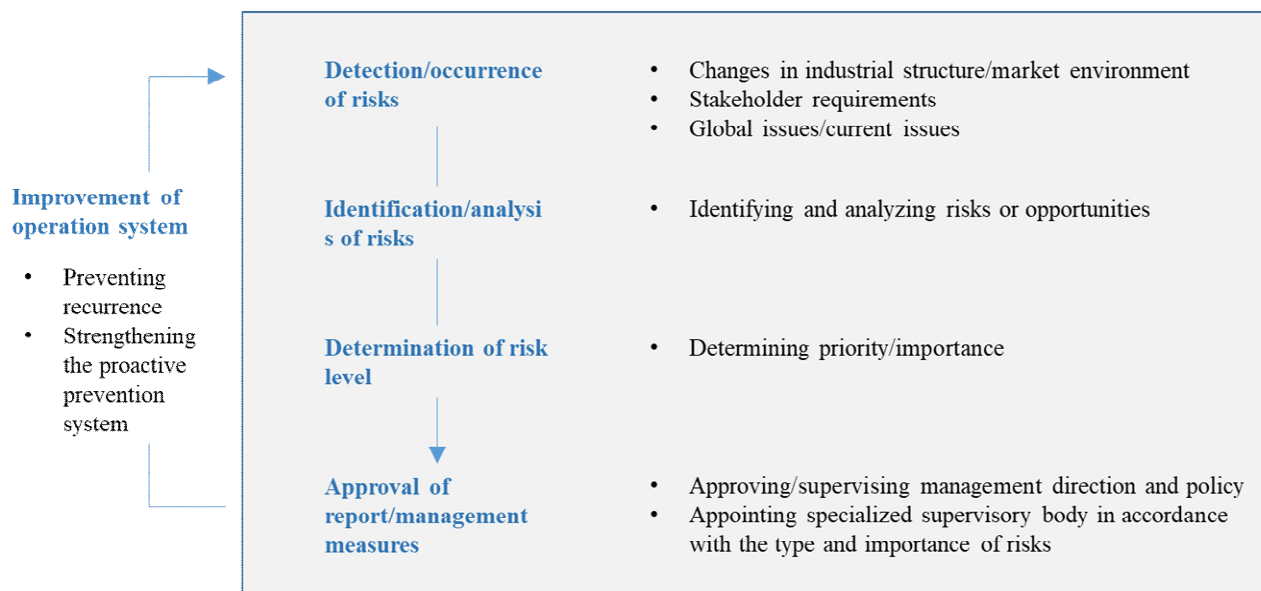 Improvement of
operation system
• Preventing
recurrence
• Strengthening
the proactive
prevention
system
Detection/occurrence
of risks
• Changes in industrial structure/market environment
• Stakeholder requirements
• Global issues/current issues
Identification/analysi
s of risks
• Identifying and analyzing risks or opportunities
Determination of risk
level
• Determining priority/importance
Approval of
report/management
measures
• Approving/supervising management direction and policy
• Appointing specialized supervisory body in accordance
with the type and importance of risks